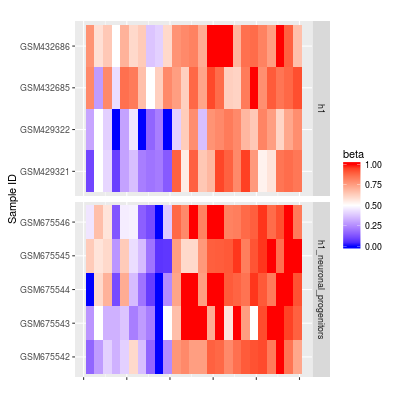 GSM432686
GSM432685
GSM429322
GSM429321
h1
GSM675546
GSM675545
GSM675544
GSM675543
GSM675542
h1_neuronal_progenitors
Sample ID
beta
1.00
0.75
0.50
0.25
0.00